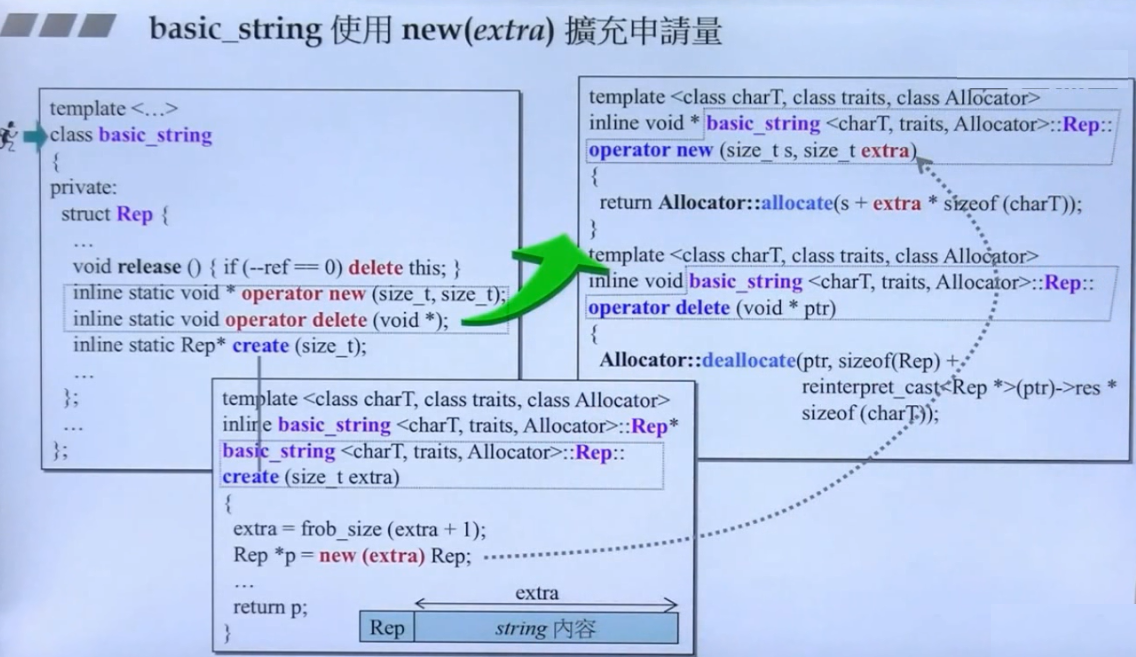 basic_string 使用 new(extra) 擴充申請量
template <…>
class basic_string
{
private:
struct Rep {
…
void release () { if (--ref == 0) delete this; }
inline static void * operator new (size_t, size_t);
inline static void operator delete (void *);
inline static Rep* create (size_t);
…
};
…
};
template <class charT, class traits, class Allocator>
inline basic_string <charT, traits, Allocator>::Rep*
basic_string <charT, traits, Allocator>::Rep::
create (size_t extra)
{
extra = frob_size (extra + 1);
Rep *p = new (extra) Rep;
…
return p;
}
extra
Rep
string 內容
template <class charT, class traits, class Allocator>
inline void * basic_string <charT, traits, Allocator>::Rep::
operator new (size_t s, size_t extra)
{
return Allocator::allocate(s + extra * sizeof (charT));
}
template <class charT, class traits, class Allocator>
inline void basic_string <charT, traits, Allocator>::Rep::
operator delete (void * ptr)
{
Allocator::deallocate(ptr, sizeof(Rep) +
reinterpret_cast<Rep *>(ptr)->res *
sizeof (charT));